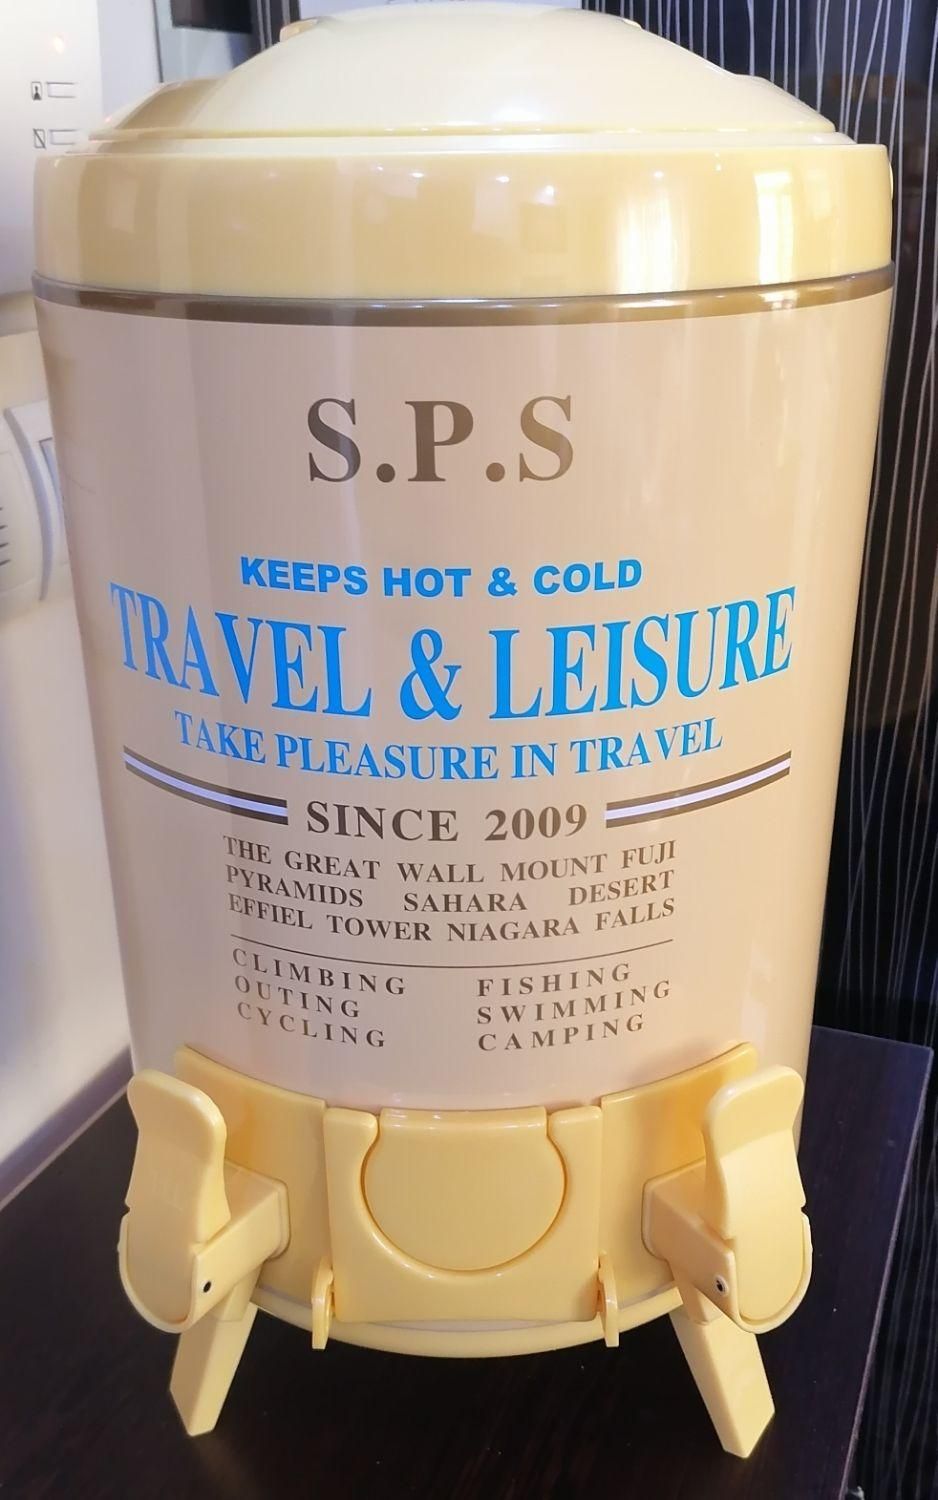 S.P.S
KEEPS HOT & COLD
TRAVEL & LEISURE
TAKE PLEASURE IN TRAVEL
SINCE 2009
THE GREAT WALL MOUNT FUJI
PYRAMIDS SAHARA DESERT
EFFIEL TOWER NIAGARA FALLS
CLIMBING FISHING
OUTING SWIMMING
CYCLING CAMPING